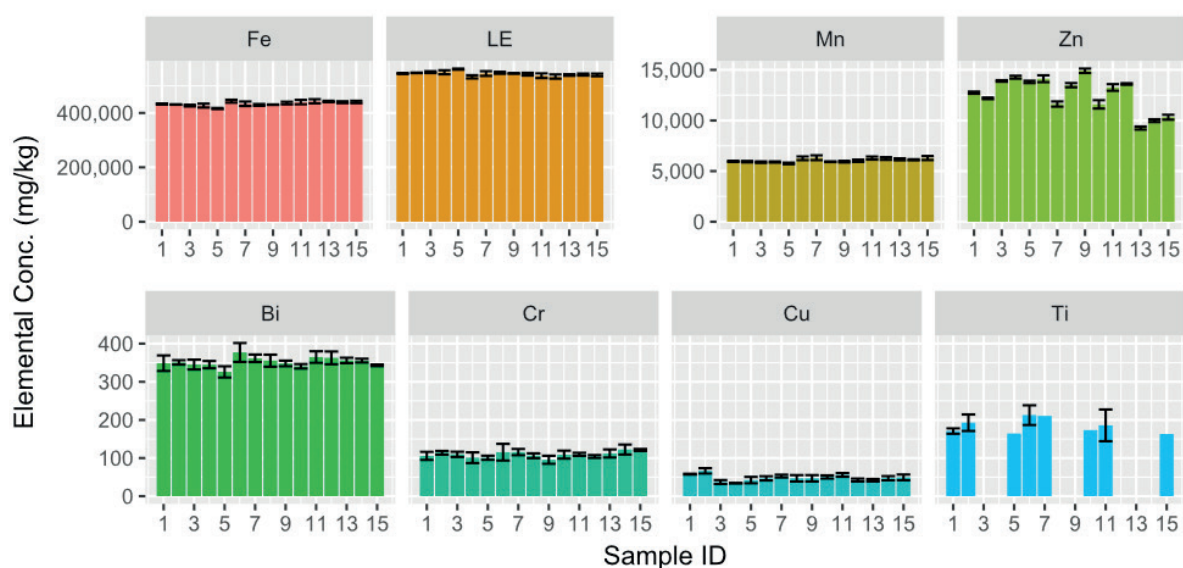 Fe LE Mn Zn
400,000
200,000
0
15,000
10,000
5,000
0
1 3 5 7 9 11 13 15 1 3 5 7 9 11 13 15 1 3 5 7 9 11 13 15 1 3 5 7 9 11 13 15
Elemental Conc. (mg/kg)
Bi Cr Cu Ti
400
300
200
100
0
1 3 5 7 9 11 13 15 1 3 5 7 9 11 13 15 1 3 5 7 9 11 13 15 1 3 5 7 9 11 13 15
Sample ID